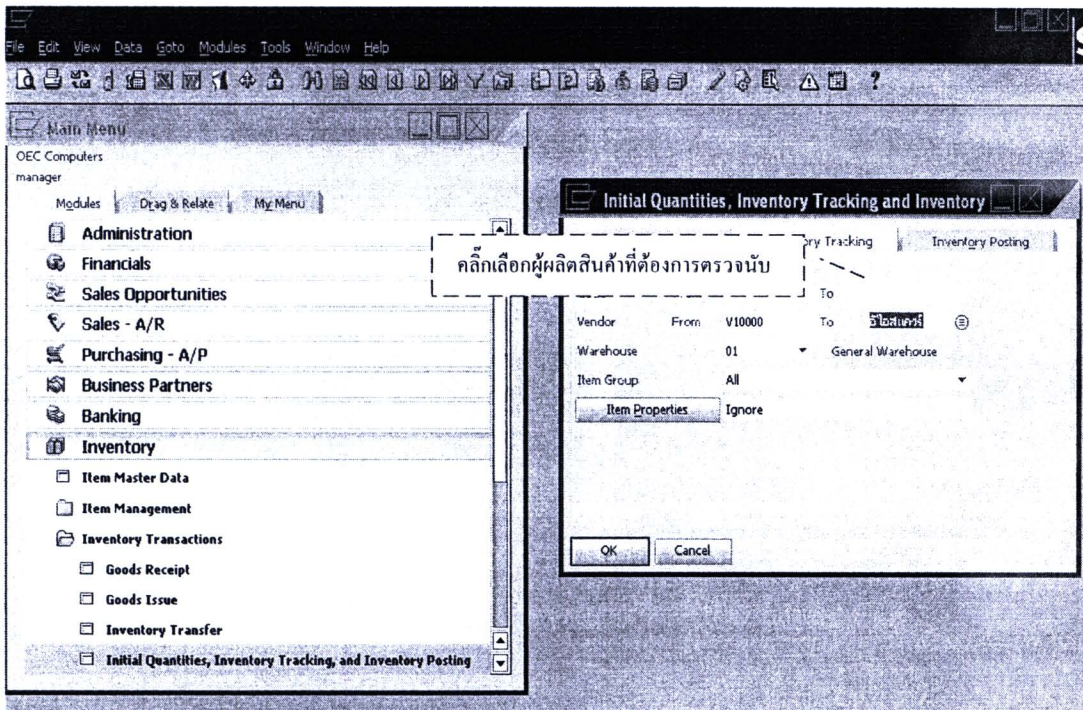 File Edit View Data Goto Modules Tools Window Help
Main Menu
OEC Computers
manager
Modules Drag & Relate My Menu
Administration
Financials
Sales Opportunities
Sales - A/R
Purchasing - A/P
Business Partners
Banking
Inventory
Item Master Data
Item Management
Inventory Transactions
Goods Receipt
Goods Issue
Inventory Transfer
Initial Quantities, Inventory Tracking, and Inventory Posting
Initial Quantities, Inventory Tracking and Inventory
ory Tracking Inventory Posting
คลิ๊กเลือกผู้ผลิตสินค้าที่ต้องการตรวจนับ
To
Vendor From V10000 To
Warehouse 01 General Warehouse
Item Group All
Item Properties Ignore
OK Cancel